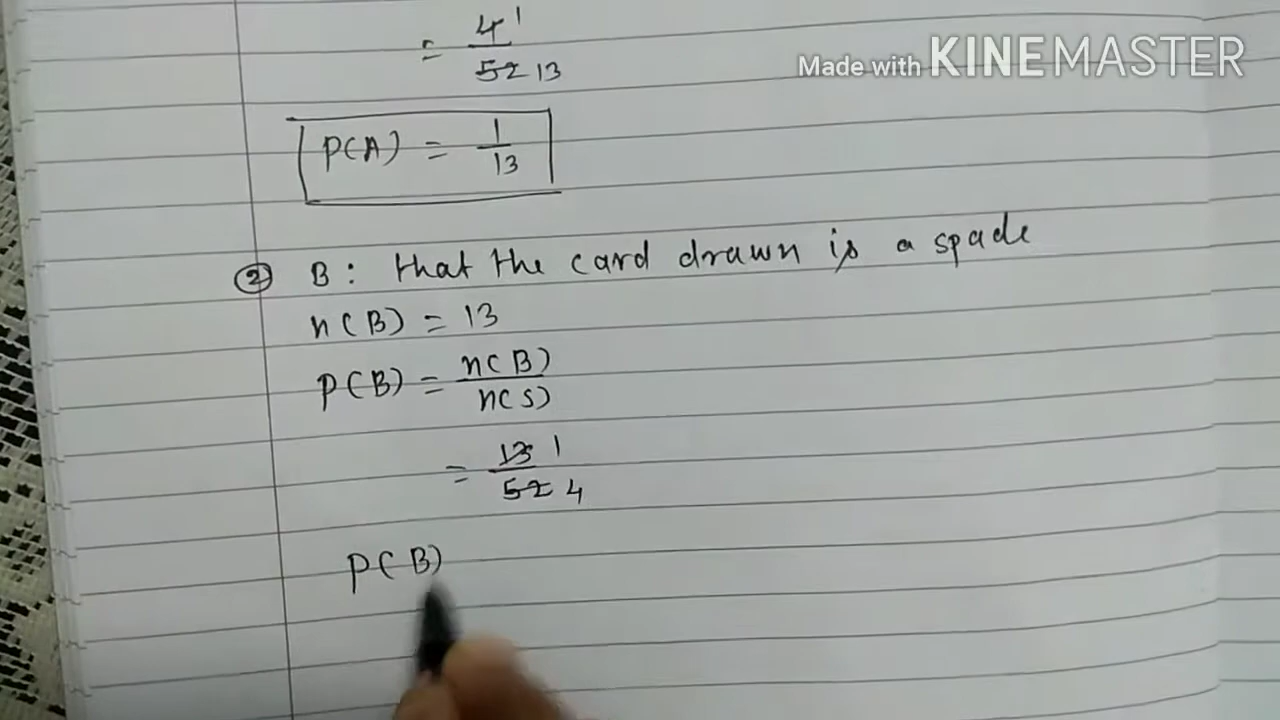 Made with KINEMASTER
= 4 1 / 52 13
P(A) = 1/13
② B: that the card drawn is a spade
n(B) = 13
P(B) = n(B) / n(S)
= 13 1 / 52 4
P(B)